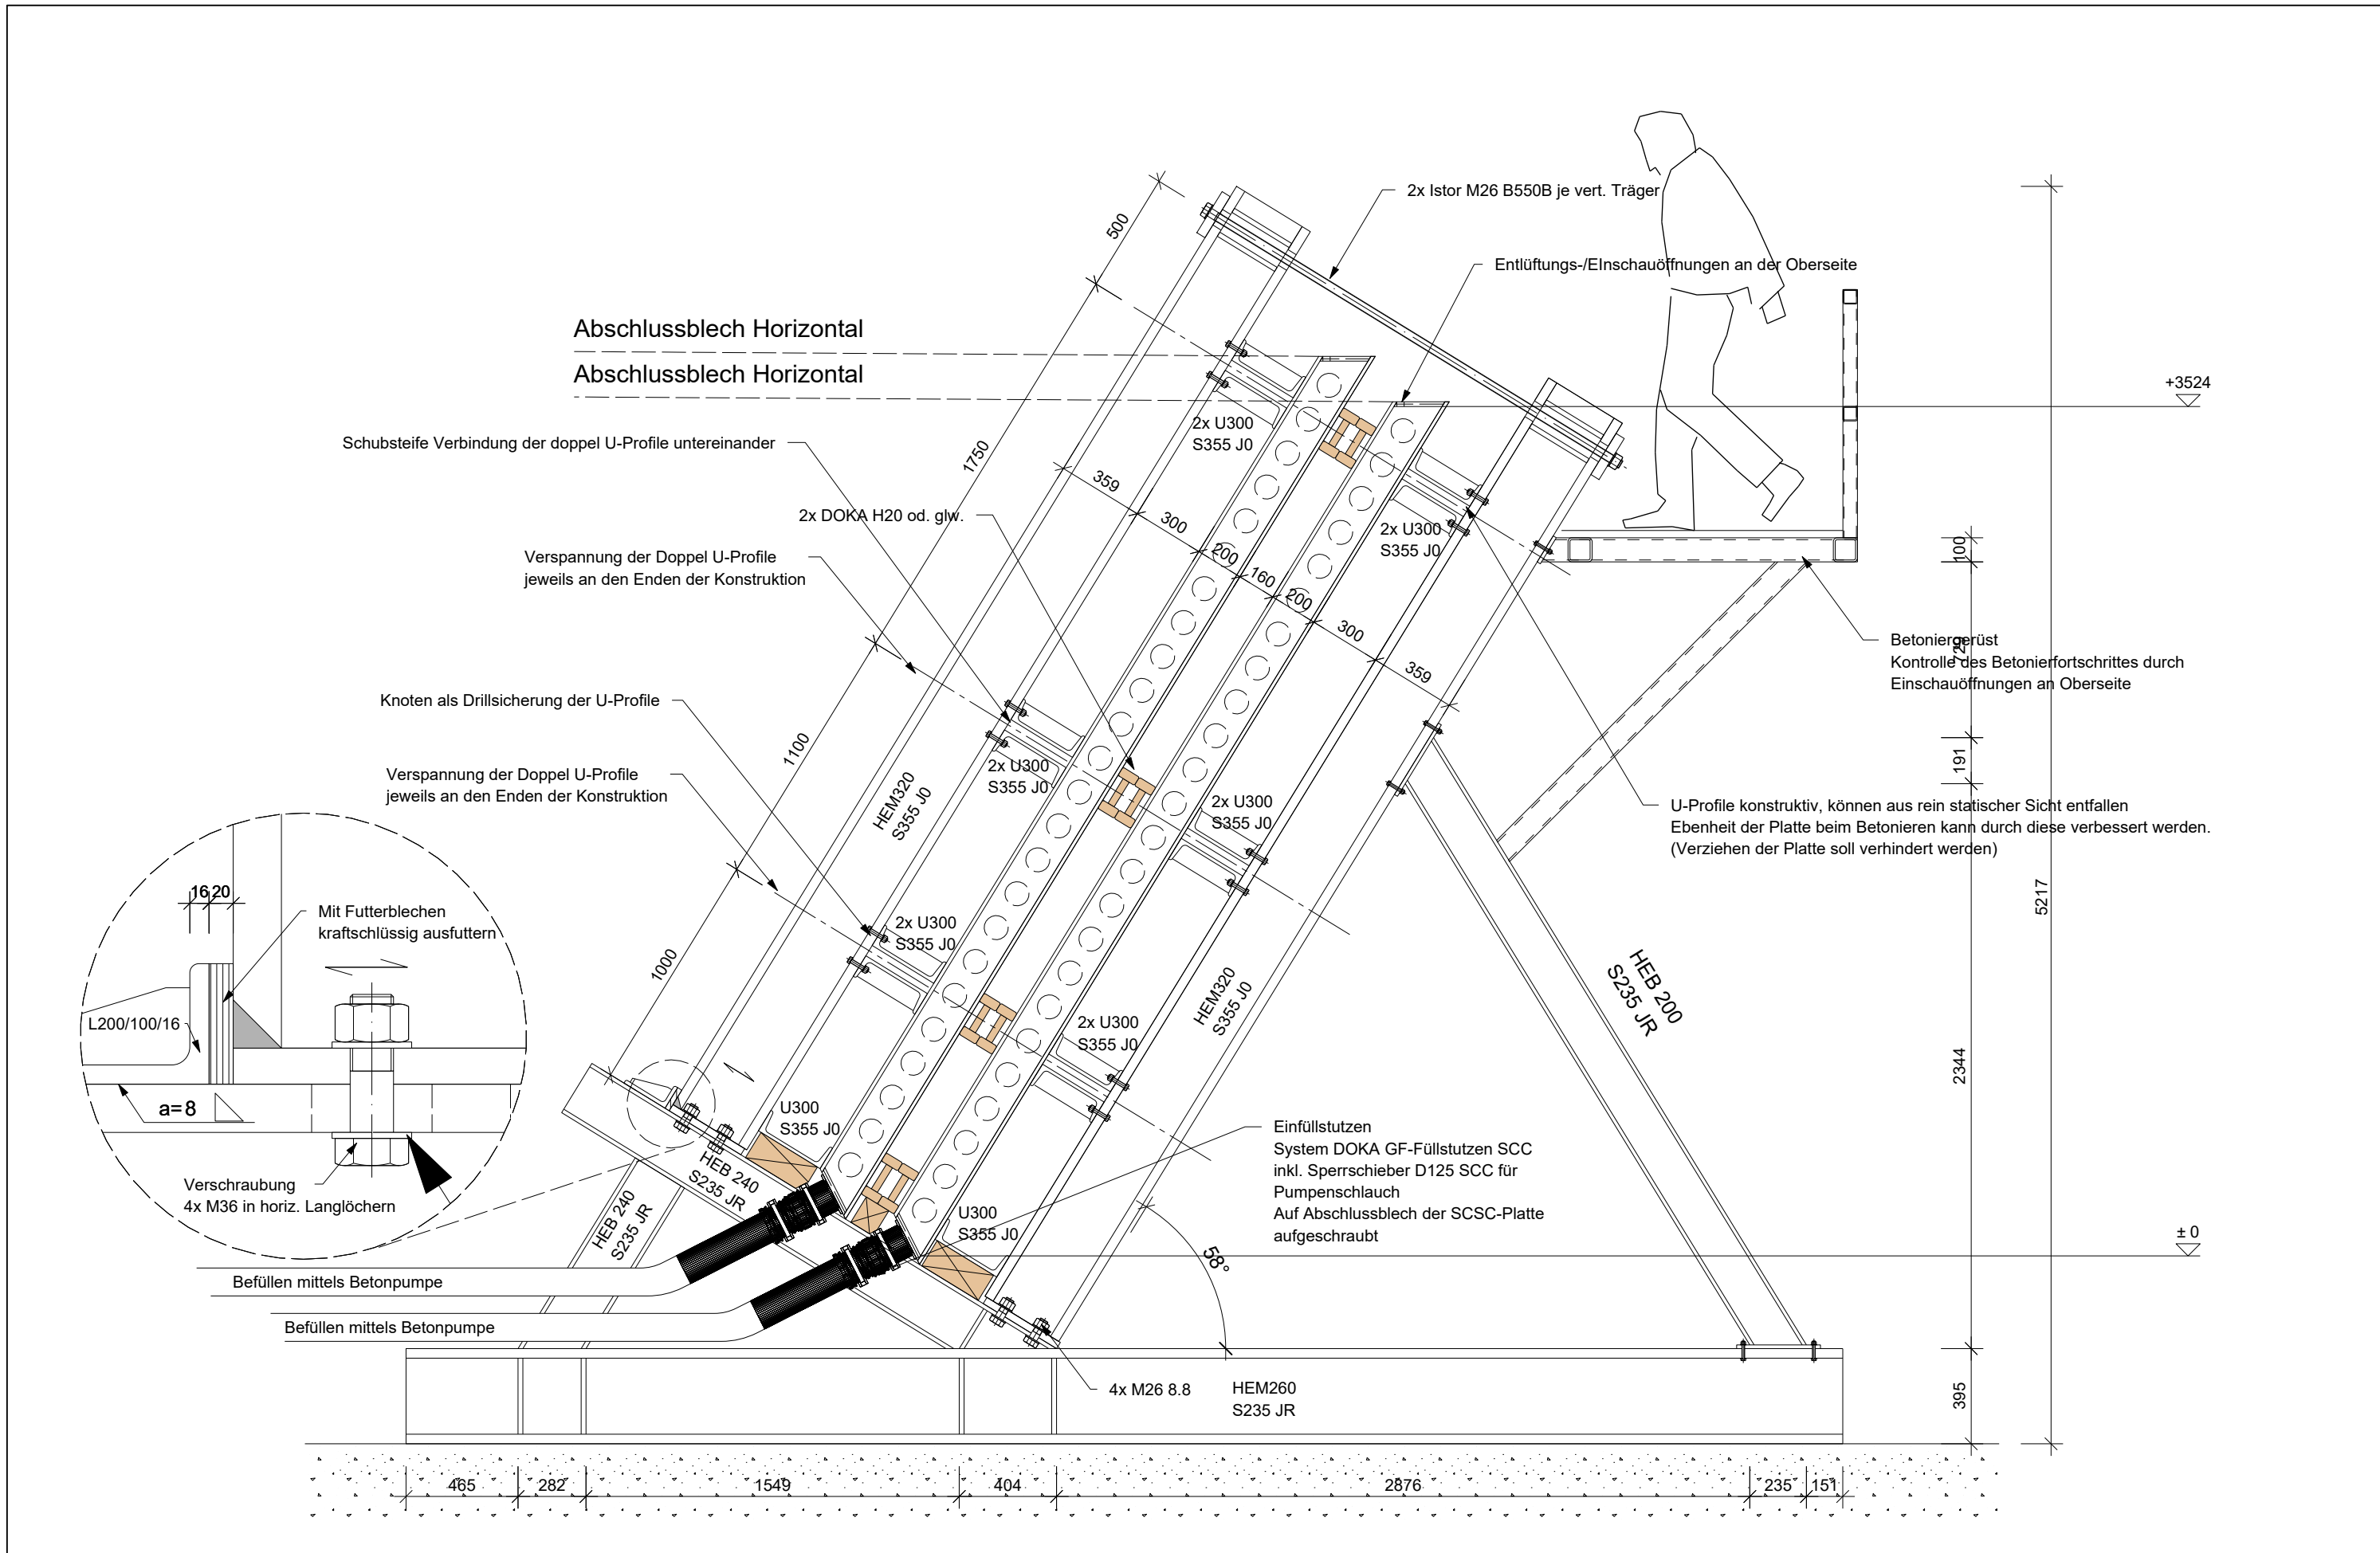 2x Istor M26 B550B je vert. Träger
500
Entlüftungs-/EInschauöffnungen an der Oberseite
Abschlussblech Horizontal
Abschlussblech Horizontal
+3524
2x U300
S355 J0
Schubsteife Verbindung der doppel U-Profile untereinander
1750
359
300
200
160
200
300
359
2x DOKA H20 od. glw.
2x U300
S355 J0
Verspannung der Doppel U-Profile
jeweils an den Enden der Konstruktion
100
729
Betoniergerüst
Kontrolle des Betonierfortschrittes durch
Einschauöffnungen an Oberseite
Knoten als Drillsicherung der U-Profile
1100
191
2x U300
S355 J0
Verspannung der Doppel U-Profile
jeweils an den Enden der Konstruktion
HEM320
S355 J0
2x U300
S355 J0
U-Profile konstruktiv, können aus rein statischer Sicht entfallen
Ebenheit der Platte beim Betonieren kann durch diese verbessert werden.
(Verziehen der Platte soll verhindert werden)
5217
16
20
Mit Futterblechen
kraftschlüssig ausfuttern
2x U300
S355 J0
1000
HEM320
S355 J0
HEB 200
S235 JR
L200/100/16
2x U300
S355 J0
2344
a=8
U300
S355 J0
Einfüllstutzen
System DOKA GF-Füllstutzen SCC
inkl. Sperrschieber D125 SCC für
Pumpenschlauch
Auf Abschlussblech der SCSC-Platte
aufgeschraubt
HEB 240
S235 JR
Verschraubung
4x M36 in horiz. Langlöchern
HEB 240
S235 JR
U300
S355 J0
58°
± 0
Befüllen mittels Betonpumpe
Befüllen mittels Betonpumpe
4x M26 8.8
HEM260
S235 JR
395
465
282
1549
404
2876
235
151